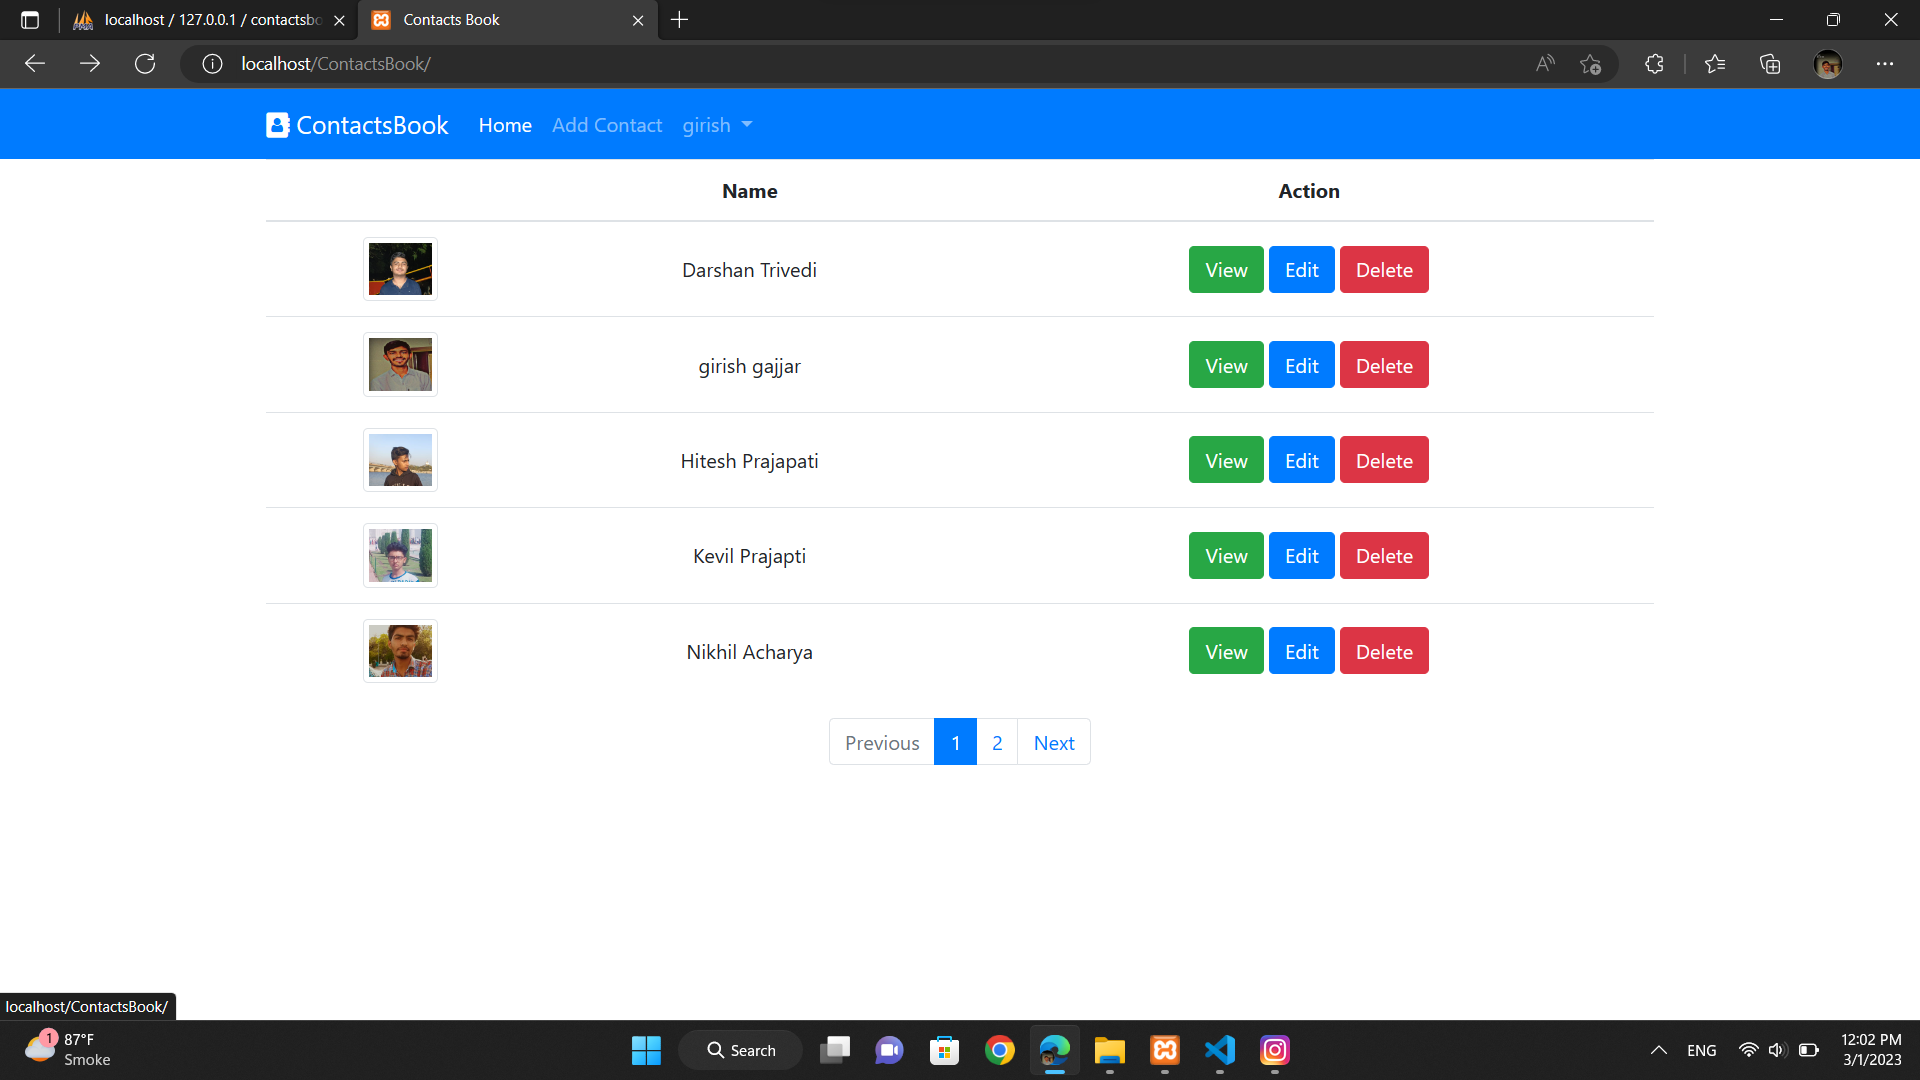 localhost / 127.0.0.1 / contactsbo
Contacts Book
localhost/ContactsBook/
ContactsBook Home Add Contact girish
Name Action
Darshan Trivedi View Edit Delete
girish gajjar View Edit Delete
Hitesh Prajapati View Edit Delete
Kevil Prajapti View Edit Delete
Nikhil Acharya View Edit Delete
Previous 1 2 Next
localhost/ContactsBook/
1 87°F
Smoke
Search
ENG
12:02 PM
3/1/2023